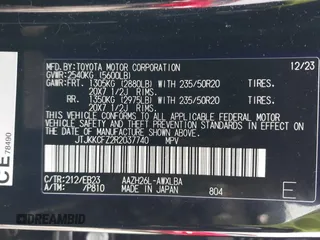 MFD.BY:TOYOTA MOTOR CORPORATION 12/23
GVWR:2540KG (5600LB)
GAWR:FRT. 1305KG (2880LB) WITH 235/50R20 TIRES,
20X7 1/2J RIMS,
RR. 1350KG (2975LB) WITH 235/50R20 TIRES,
20X7 1/2J RIMS,
THIS VEHICLE CONFORMS TO ALL APPLICABLE FEDERAL MOTOR
VEHICLE SAFETY AND THEFT PREVENTION STANDARDS IN
EFFECT ON THE DATE OF MANUFACTURE SHOWN ABOVE.
JTJKKCFZ2R2037740 MPV
C/TR:212/EB23 AAZH26L-AWXLBA
A/TM: -/P810 804 E
CE
78490
DREAMBID